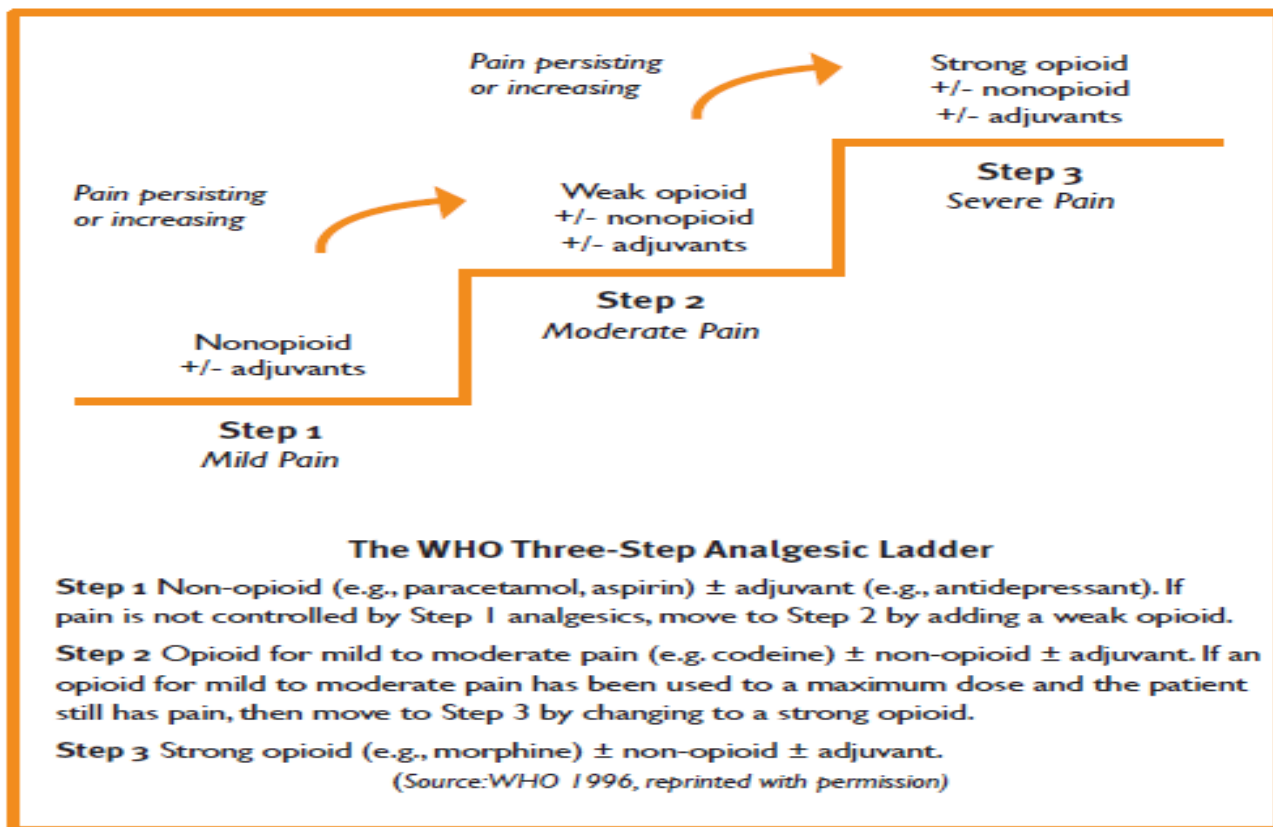 Pain persisting
or increasing
Strong opioid
+/- nonopioid
+/- adjuvants
Step 3
Severe Pain
Pain persisting
or increasing
Weak opioid
+/- nonopioid
+/- adjuvants
Step 2
Moderate Pain
Nonopioid
+/- adjuvants
Step 1
Mild Pain
The WHO Three-Step Analgesic Ladder
Step 1 Non-opioid (e.g., paracetamol, aspirin) ± adjuvant (e.g., antidepressant). If
pain is not controlled by Step 1 analgesics, move to Step 2 by adding a weak opioid.
Step 2 Opioid for mild to moderate pain (e.g. codeine) ± non-opioid ± adjuvant. If an
opioid for mild to moderate pain has been used to a maximum dose and the patient
still has pain, then move to Step 3 by changing to a strong opioid.
Step 3 Strong opioid (e.g., morphine) ± non-opioid ± adjuvant.
(Source:WHO 1996, reprinted with permission)